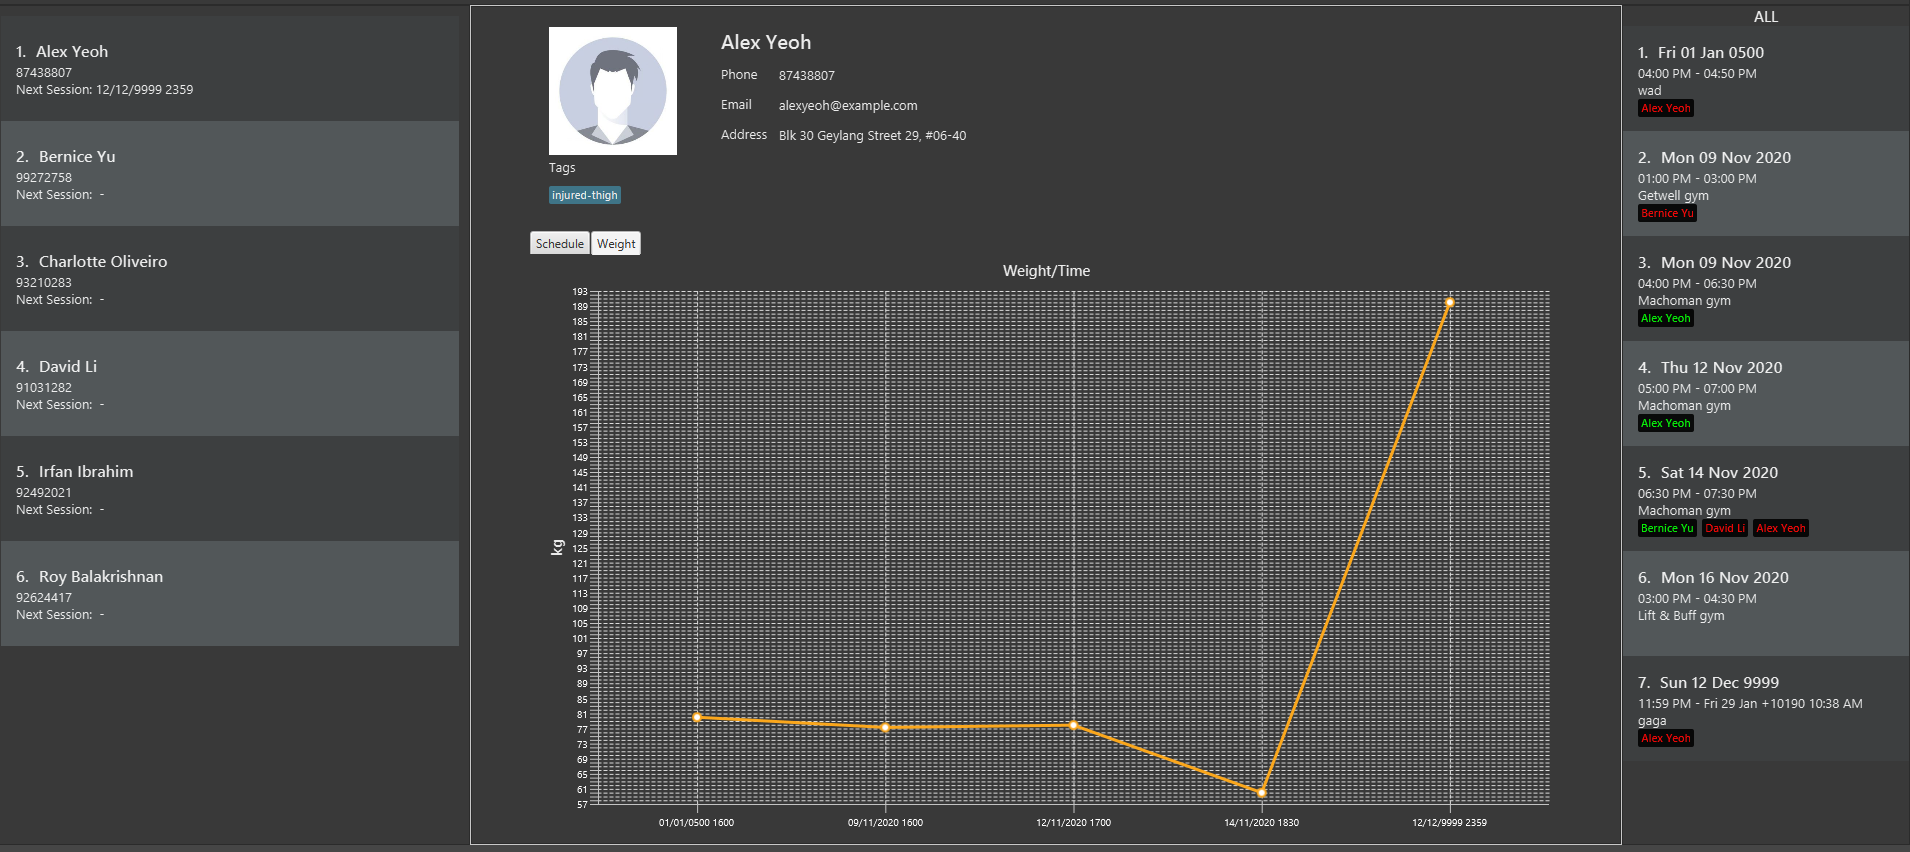 1. Alex Yeoh
87438807
Next Session: 12/12/9999 2359
2. Bernice Yu
99272758
Next Session: -
3. Charlotte Oliveiro
93210283
Next Session: -
4. David Li
91031282
Next Session: -
5. Irfan Ibrahim
92492021
Next Session: -
6. Roy Balakrishnan
92624417
Next Session: -
Alex Yeoh
Phone 87438807
Email alexyeoh@example.com
Address Blk 30 Geylang Street 29, #06-40
Tags
injured-thigh
Schedule Weight
Weight/Time
193
189
185
181
177
173
169
165
161
157
153
149
145
141
137
133
129
125
121
117
113
109
105
101
97
93
89
85
81
77
73
69
65
61
57
kg
01/01/0500 1600 09/11/2020 1600 12/11/2020 1700 14/11/2020 1830 12/12/9999 2359
ALL
1. Fri 01 Jan 0500
04:00 PM - 04:50 PM
wad
Alex Yeoh
2. Mon 09 Nov 2020
01:00 PM - 03:00 PM
Getwell gym
Bernice Yu
3. Mon 09 Nov 2020
04:00 PM - 06:30 PM
Machoman gym
Alex Yeoh
4. Thu 12 Nov 2020
05:00 PM - 07:00 PM
Machoman gym
Alex Yeoh
5. Sat 14 Nov 2020
06:30 PM - 07:30 PM
Machoman gym
Bernice Yu David Li Alex Yeoh
6. Mon 16 Nov 2020
03:00 PM - 04:30 PM
Lift & Buff gym
7. Sun 12 Dec 9999
11:59 PM - Fri 29 Jan +10190 10:38 AM
gaga
Alex Yeoh